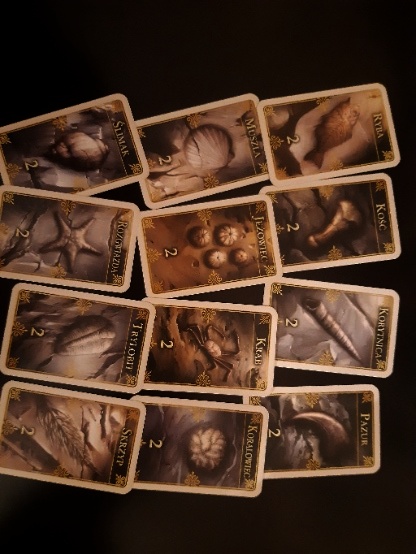 ŚLIMAK
2
MUSZLA
2
RYBA
2
ROZGWIAZDA
2
JEŻOWIEC
2
KOŚĆ
2
TRYLOBIT
2
KRAB
2
KORYTNICA
2
SKRZYP
2
KORALOWIEC
2
PAZUR
2